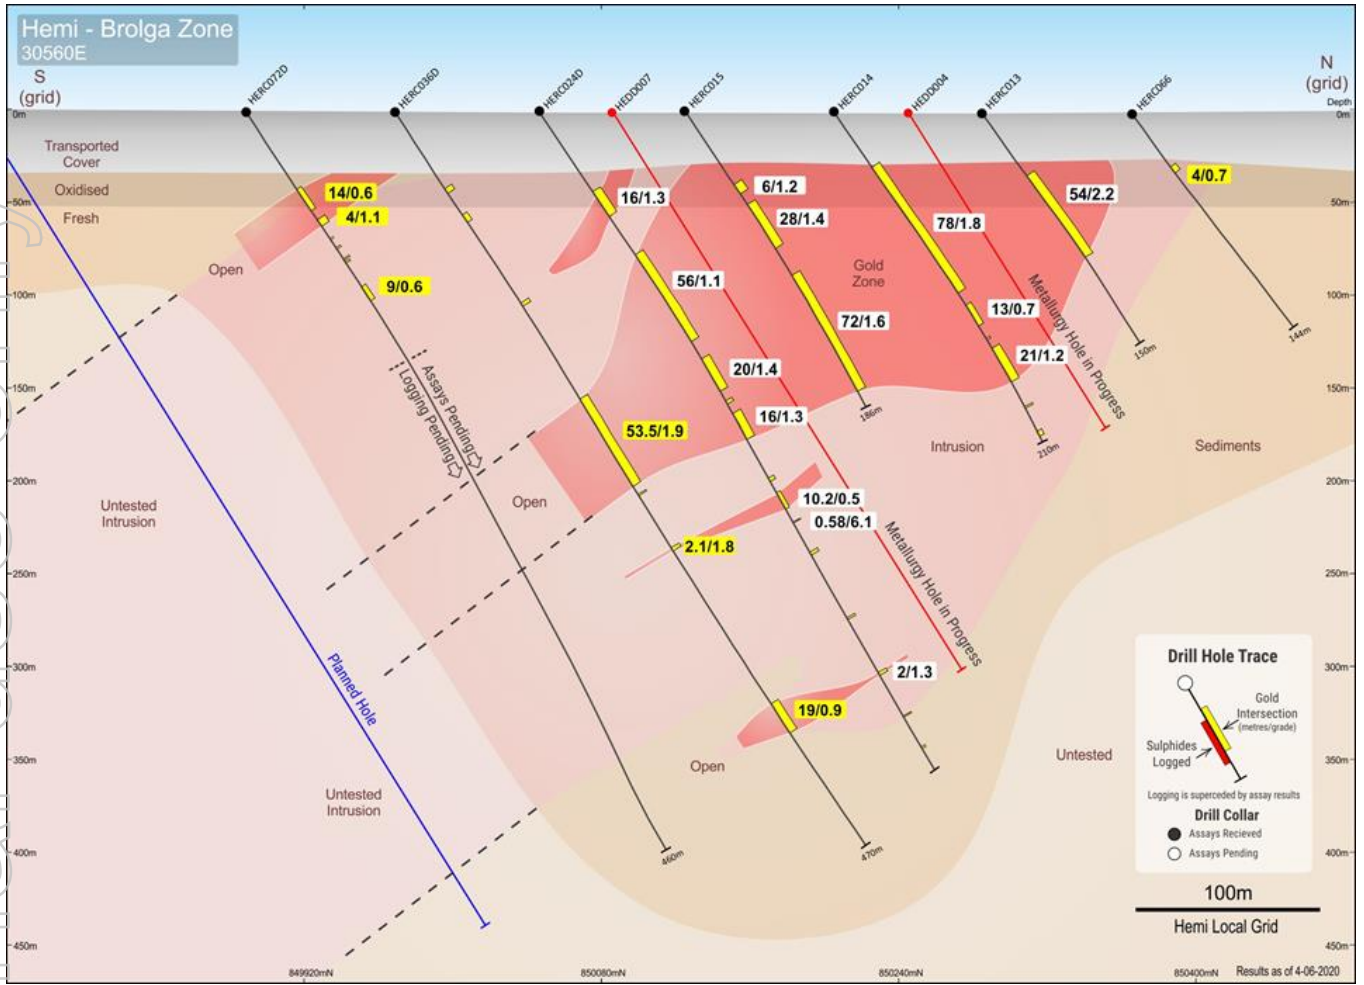 Hemi - Brolga Zone
30560E
S
(grid)
N
(grid)
Depth
HERC072D
HERC036D
HERC024D
HEDD007
HERC015
HERC014
HEDD004
HERC013
HERC066
0m
0m
Transported
Cover
Oxidised
Fresh
50m
50m
14/0.6
4/1.1
9/0.6
16/1.3
6/1.2
28/1.4
78/1.8
54/2.2
4/0.7
Open
Gold
Zone
56/1.1
72/1.6
13/0.7
21/1.2
100m
100m
Metallurgy Hole in Progress
150m
144m
Assays Pending
Logging Pending
20/1.4
16/1.3
53.5/1.9
150m
150m
186m
210m
Intrusion
Sediments
200m
200m
Untested
Intrusion
Open
10.2/0.5
0.58/6.1
2.1/1.8
Metallurgy Hole in Progress
250m
250m
300m
300m
Planned Hole
2/1.3
19/0.9
Open
Untested
350m
350m
Untested
Intrusion
400m
400m
460m
470m
450m
450m
Drill Hole Trace
Gold
Intersection
(metres/grade)
Sulphides
Logged
Logging is superceded by assay results
Drill Collar
Assays Recieved
Assays Pending
100m
Hemi Local Grid
849920mN
850080mN
850240mN
850400mN
Results as of 4-06-2020